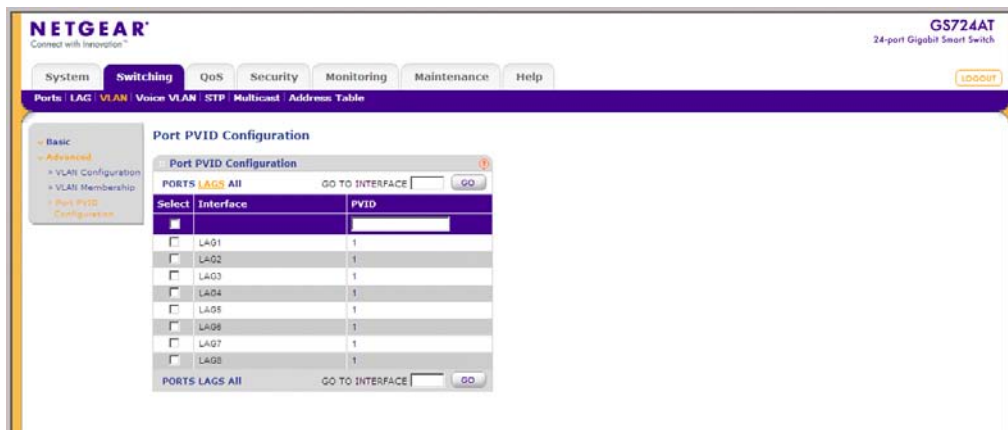 NETGEAR
Connect with Innovation™
GS724AT
24-port Gigabit Smart Switch
System Switching QoS Security Monitoring Maintenance Help
LOGOUT
Ports LAG VLAN Voice VLAN STP Multicast Address Table
Basic
Advanced
VLAN Configuration
VLAN Membership
Port PVID
Configuration
Port PVID Configuration
Port PVID Configuration ?
PORTS LAGS All GO TO INTERFACE GO
Select Interface PVID
LAG1 1
LAG2 1
LAG3 1
LAG4 1
LAG5 1
LAG6 1
LAG7 1
LAG8 1
PORTS LAGS All GO TO INTERFACE GO